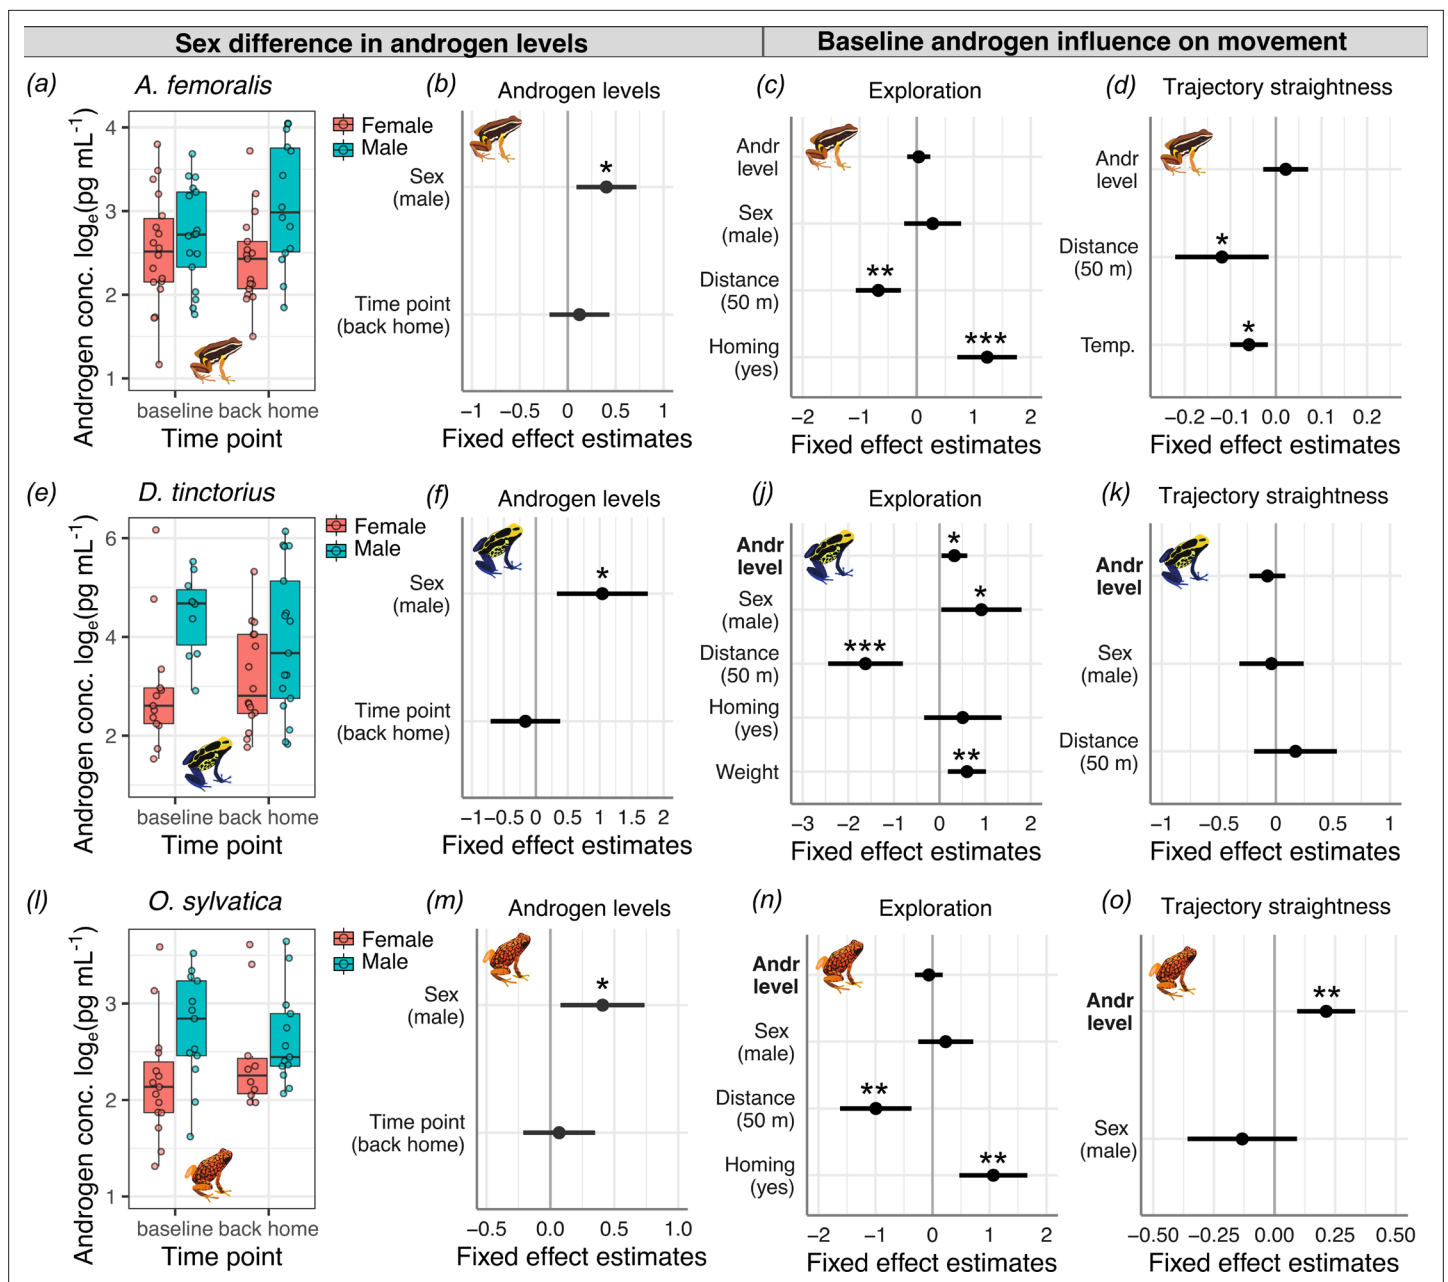 Sex difference in androgen levels
Baseline androgen influence on movement
(a)
A. femoralis
Androgen conc. logₑ(pg mL⁻¹)
4
3
2
1
baseline back home
Time point
Female
Male
(b)
Androgen levels
Sex
(male)
*
Time point
(back home)
−1 −0.5 0 0.5 1
Fixed effect estimates
(c)
Exploration
Andr
level
Sex
(male)
Distance
(50 m)
**
Homing
(yes)
***
−2 −1 0 1 2
Fixed effect estimates
(d)
Trajectory straightness
Andr
level
Distance
(50 m)
*
Temp.
*
−0.2 −0.1 0.0 0.1 0.2
Fixed effect estimates
(e)
D. tinctorius
Androgen conc. logₑ(pg mL⁻¹)
6
4
2
baseline back home
Time point
Female
Male
(f)
Androgen levels
Sex
(male)
*
Time point
(back home)
−1 −0.5 0 0.5 1 1.5 2
Fixed effect estimates
(j)
Exploration
Andr
level
*
Sex
(male)
*
Distance
(50 m)
***
Homing
(yes)
Weight
**
−3 −2 −1 0 1 2
Fixed effect estimates
(k)
Trajectory straightness
Andr
level
Sex
(male)
Distance
(50 m)
−1 −0.5 0 0.5 1
Fixed effect estimates
(l)
O. sylvatica
Androgen conc. logₑ(pg mL⁻¹)
3
2
1
baseline back home
Time point
Female
Male
(m)
Androgen levels
Sex
(male)
*
Time point
(back home)
−0.5 0.0 0.5 1.0
Fixed effect estimates
(n)
Exploration
Andr
level
Sex
(male)
Distance
(50 m)
**
Homing
(yes)
**
−2 −1 0 1 2
Fixed effect estimates
(o)
Trajectory straightness
Andr
level
**
Sex
(male)
−0.50 −0.25 0.00 0.25 0.50
Fixed effect estimates